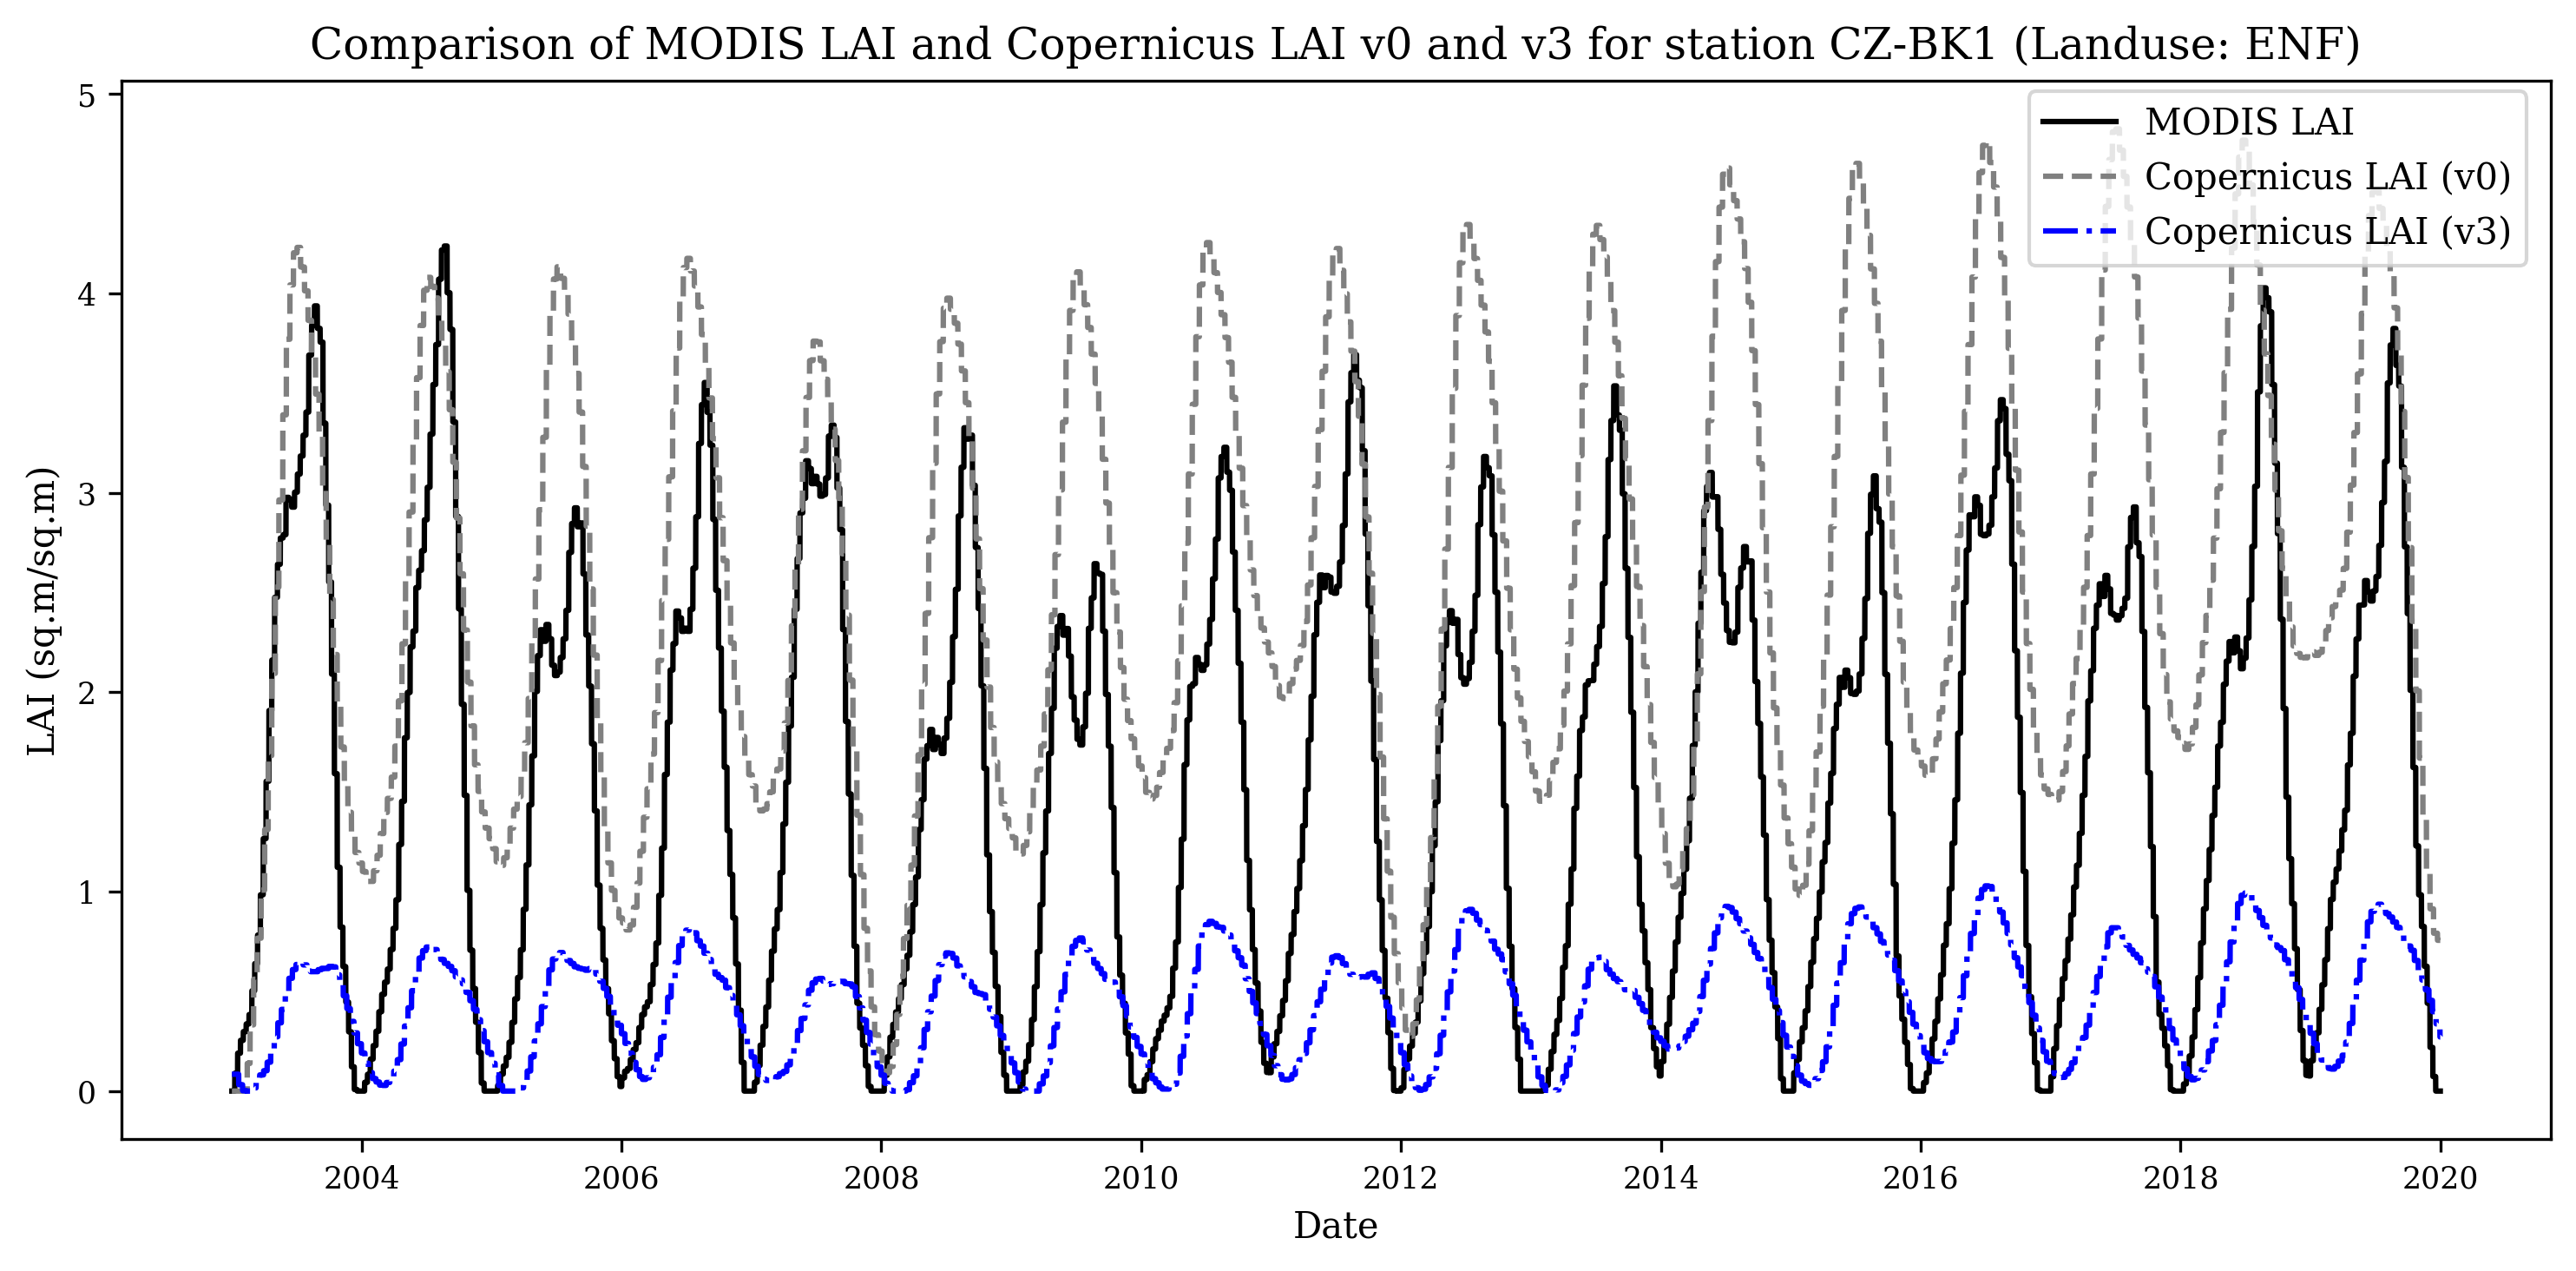 Comparison of MODIS LAI and Copernicus LAI v0 and v3 for station CZ-BK1 (Landuse: ENF)
MODIS LAI
Copernicus LAI (v0)
Copernicus LAI (v3)
LAI (sq.m/sq.m)
5
4
3
2
1
0
2004 2006 2008 2010 2012 2014 2016 2018 2020
Date